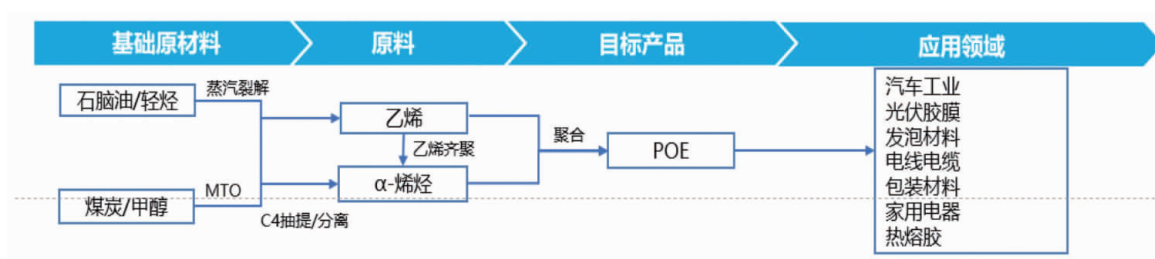 基础原材料
原料
目标产品
应用领域
石脑油/轻烃
蒸汽裂解
煤炭/甲醇
MTO
C4抽提/分离
乙烯
乙烯齐聚
α-烯烃
聚合
POE
汽车工业
光伏胶膜
发泡材料
电线电缆
包装材料
家用电器
热熔胶